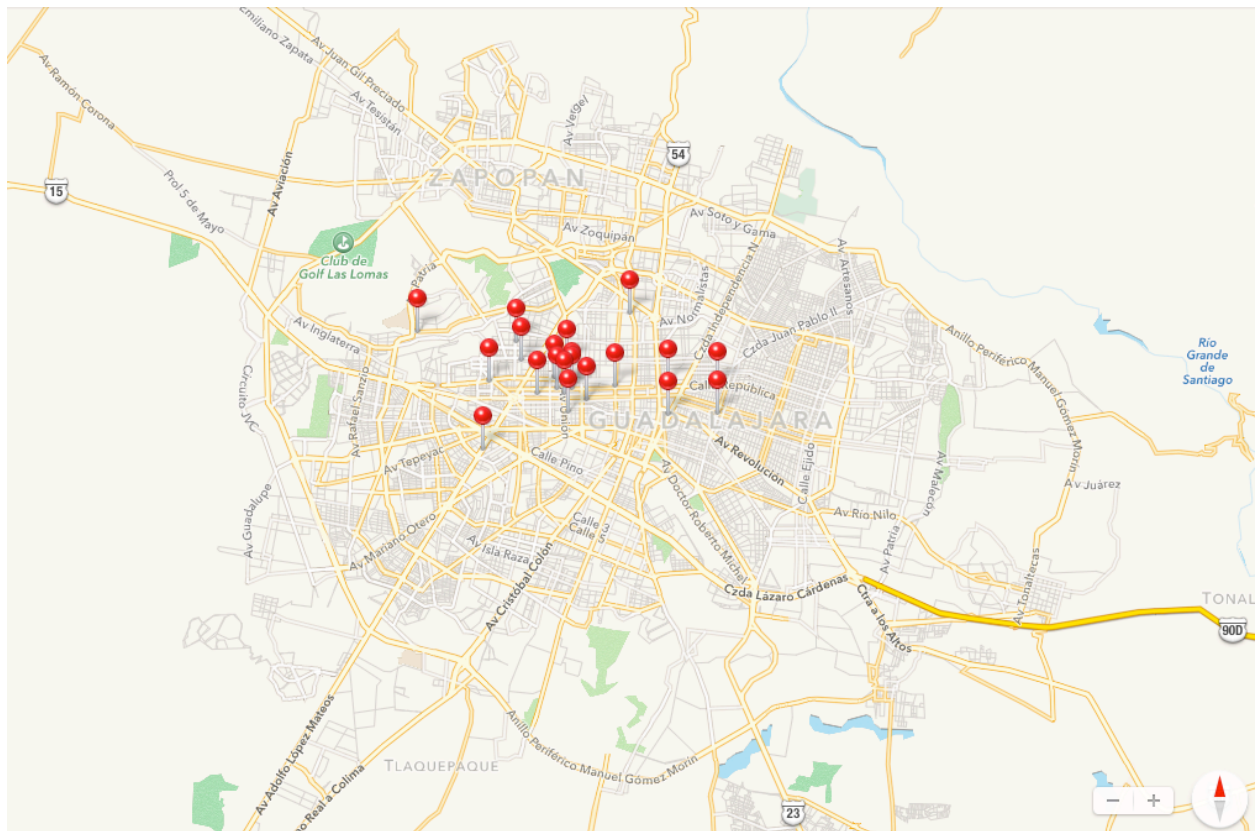 Emiliano Zapata
Av Juan Gil Preciado
Av Ramón Corona
Av Tesistán
Av Vergel
54
ZAPOPAN
15
Av Aviación
Prol 5 de Mayo
Av Soto y Gama
Av Zoquipán
Av Artesanos
Club de
Golf Las Lomas
Patria
Av Normalistas
Czda Independencia N
Czda Juan Pablo II
Av Inglaterra
Anillo Periférico Manuel Gómez Morín
Río
Grande
de
Santiago
Circuito JVC
Av Rafael Sanzio
Calle República
Unión
GUADALAJARA
Av Revolución
Av Tepeyac
Calle Pino
Calle Ejido
Av Malecón
Av Juárez
Av Doctor Roberto Michel
Av Guadalupe
Av Río Nilo
Calle 3
Calle 5
Av Mariano Otero
Av Isla Raza
Av Patria
Av Cristóbal Colón
Av Tonaltecas
Czda Lázaro Cárdenas
Ctra a los Altos
TONAL
90D
Av Adolfo López Mateos
Anillo Periférico Manuel Gómez Morín
TLAQUEPAQUE
no Real a Colima
23